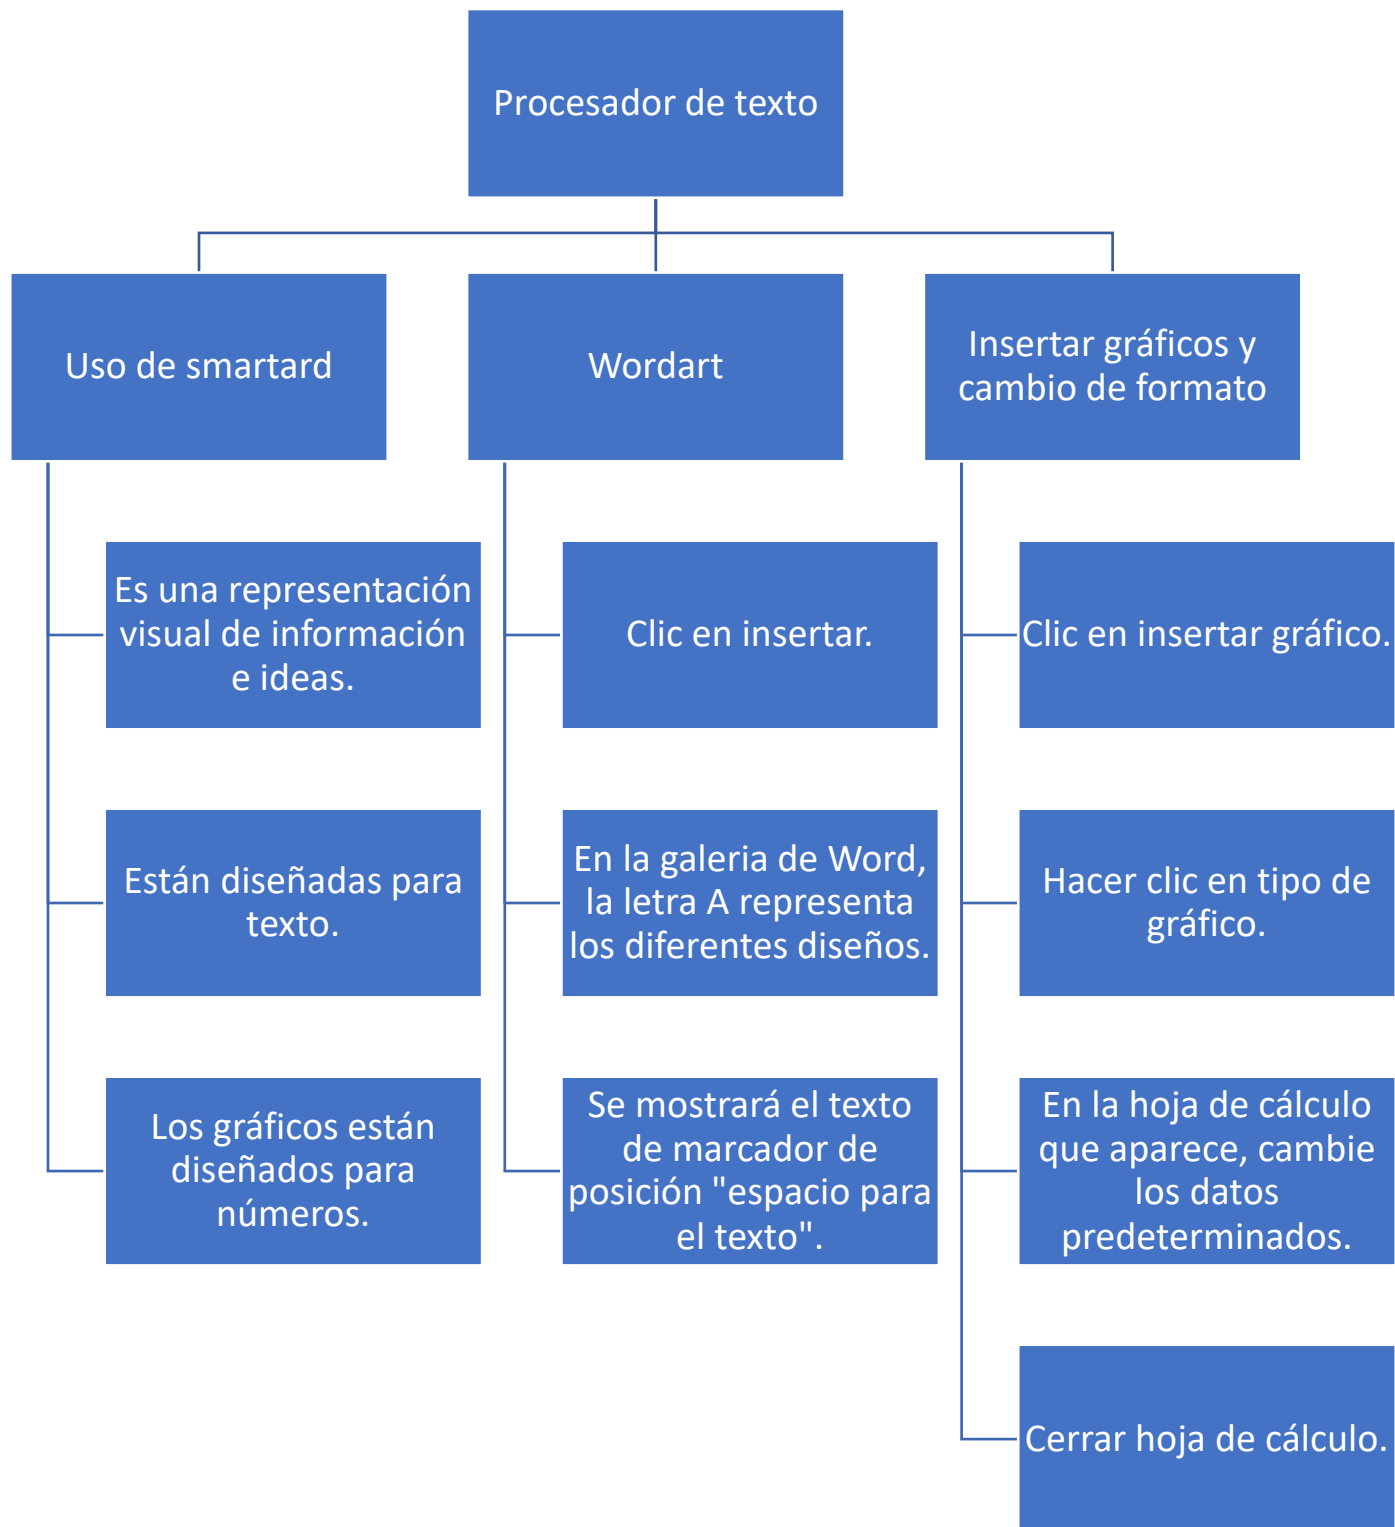 Procesador de texto
Uso de smartard
Wordart
Insertar gráficos y
cambio de formato
Es una representación
visual de información
e ideas.
Están diseñadas para
texto.
Los gráficos están
diseñados para
números.
Clic en insertar.
En la galeria de Word,
la letra A representa
los diferentes diseños.
Se mostrará el texto
de marcador de
posición "espacio para
el texto".
Clic en insertar gráfico.
Hacer clic en tipo de
gráfico.
En la hoja de cálculo
que aparece, cambie
los datos
predeterminados.
Cerrar hoja de cálculo.